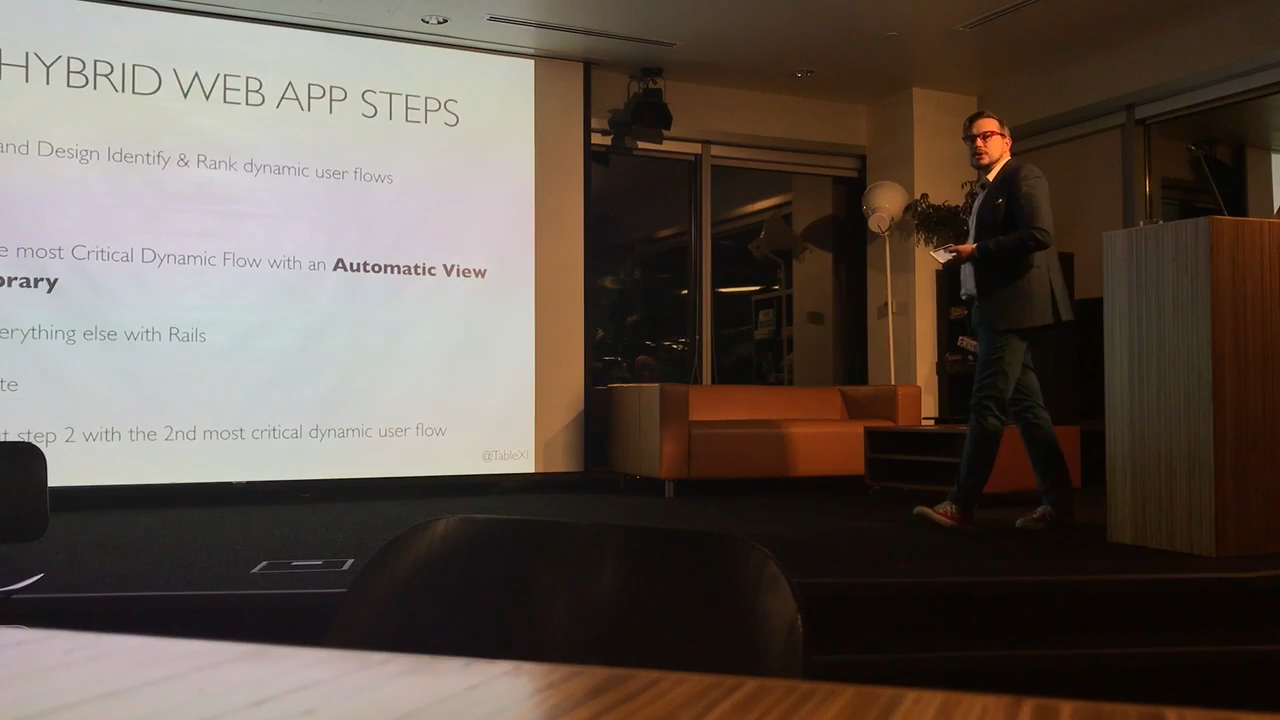 HYBRID WEB APP STEPS
and Design Identify & Rank dynamic user flows
most Critical Dynamic Flow with an Automatic View
rary
erything else with Rails
te
step 2 with the 2nd most critical dynamic user flow
@TableXI